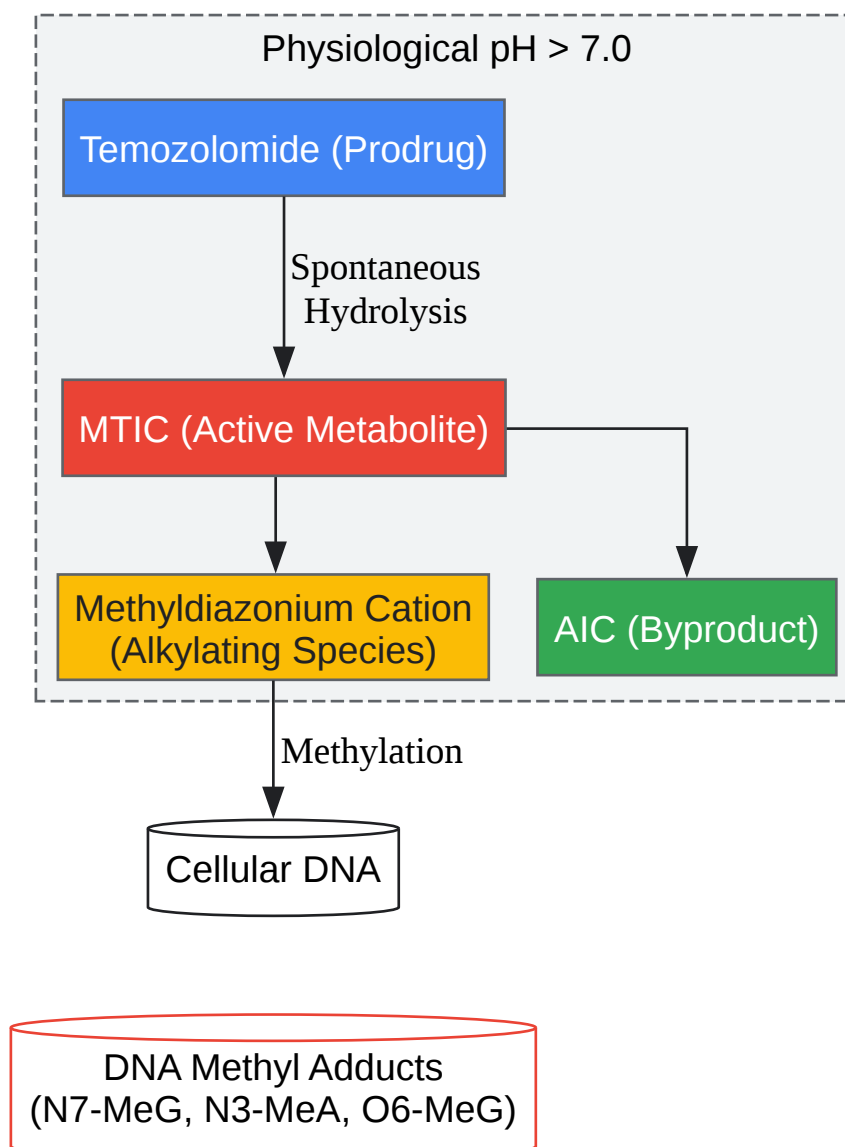 Physiological pH > 7.0
Temozolomide (Prodrug)
Spontaneous
Hydrolysis
MTIC (Active Metabolite)
Methyldiazonium Cation
(Alkylating Species)
AIC (Byproduct)
Methylation
Cellular DNA
DNA Methyl Adducts
(N7-MeG, N3-MeA, O6-MeG)